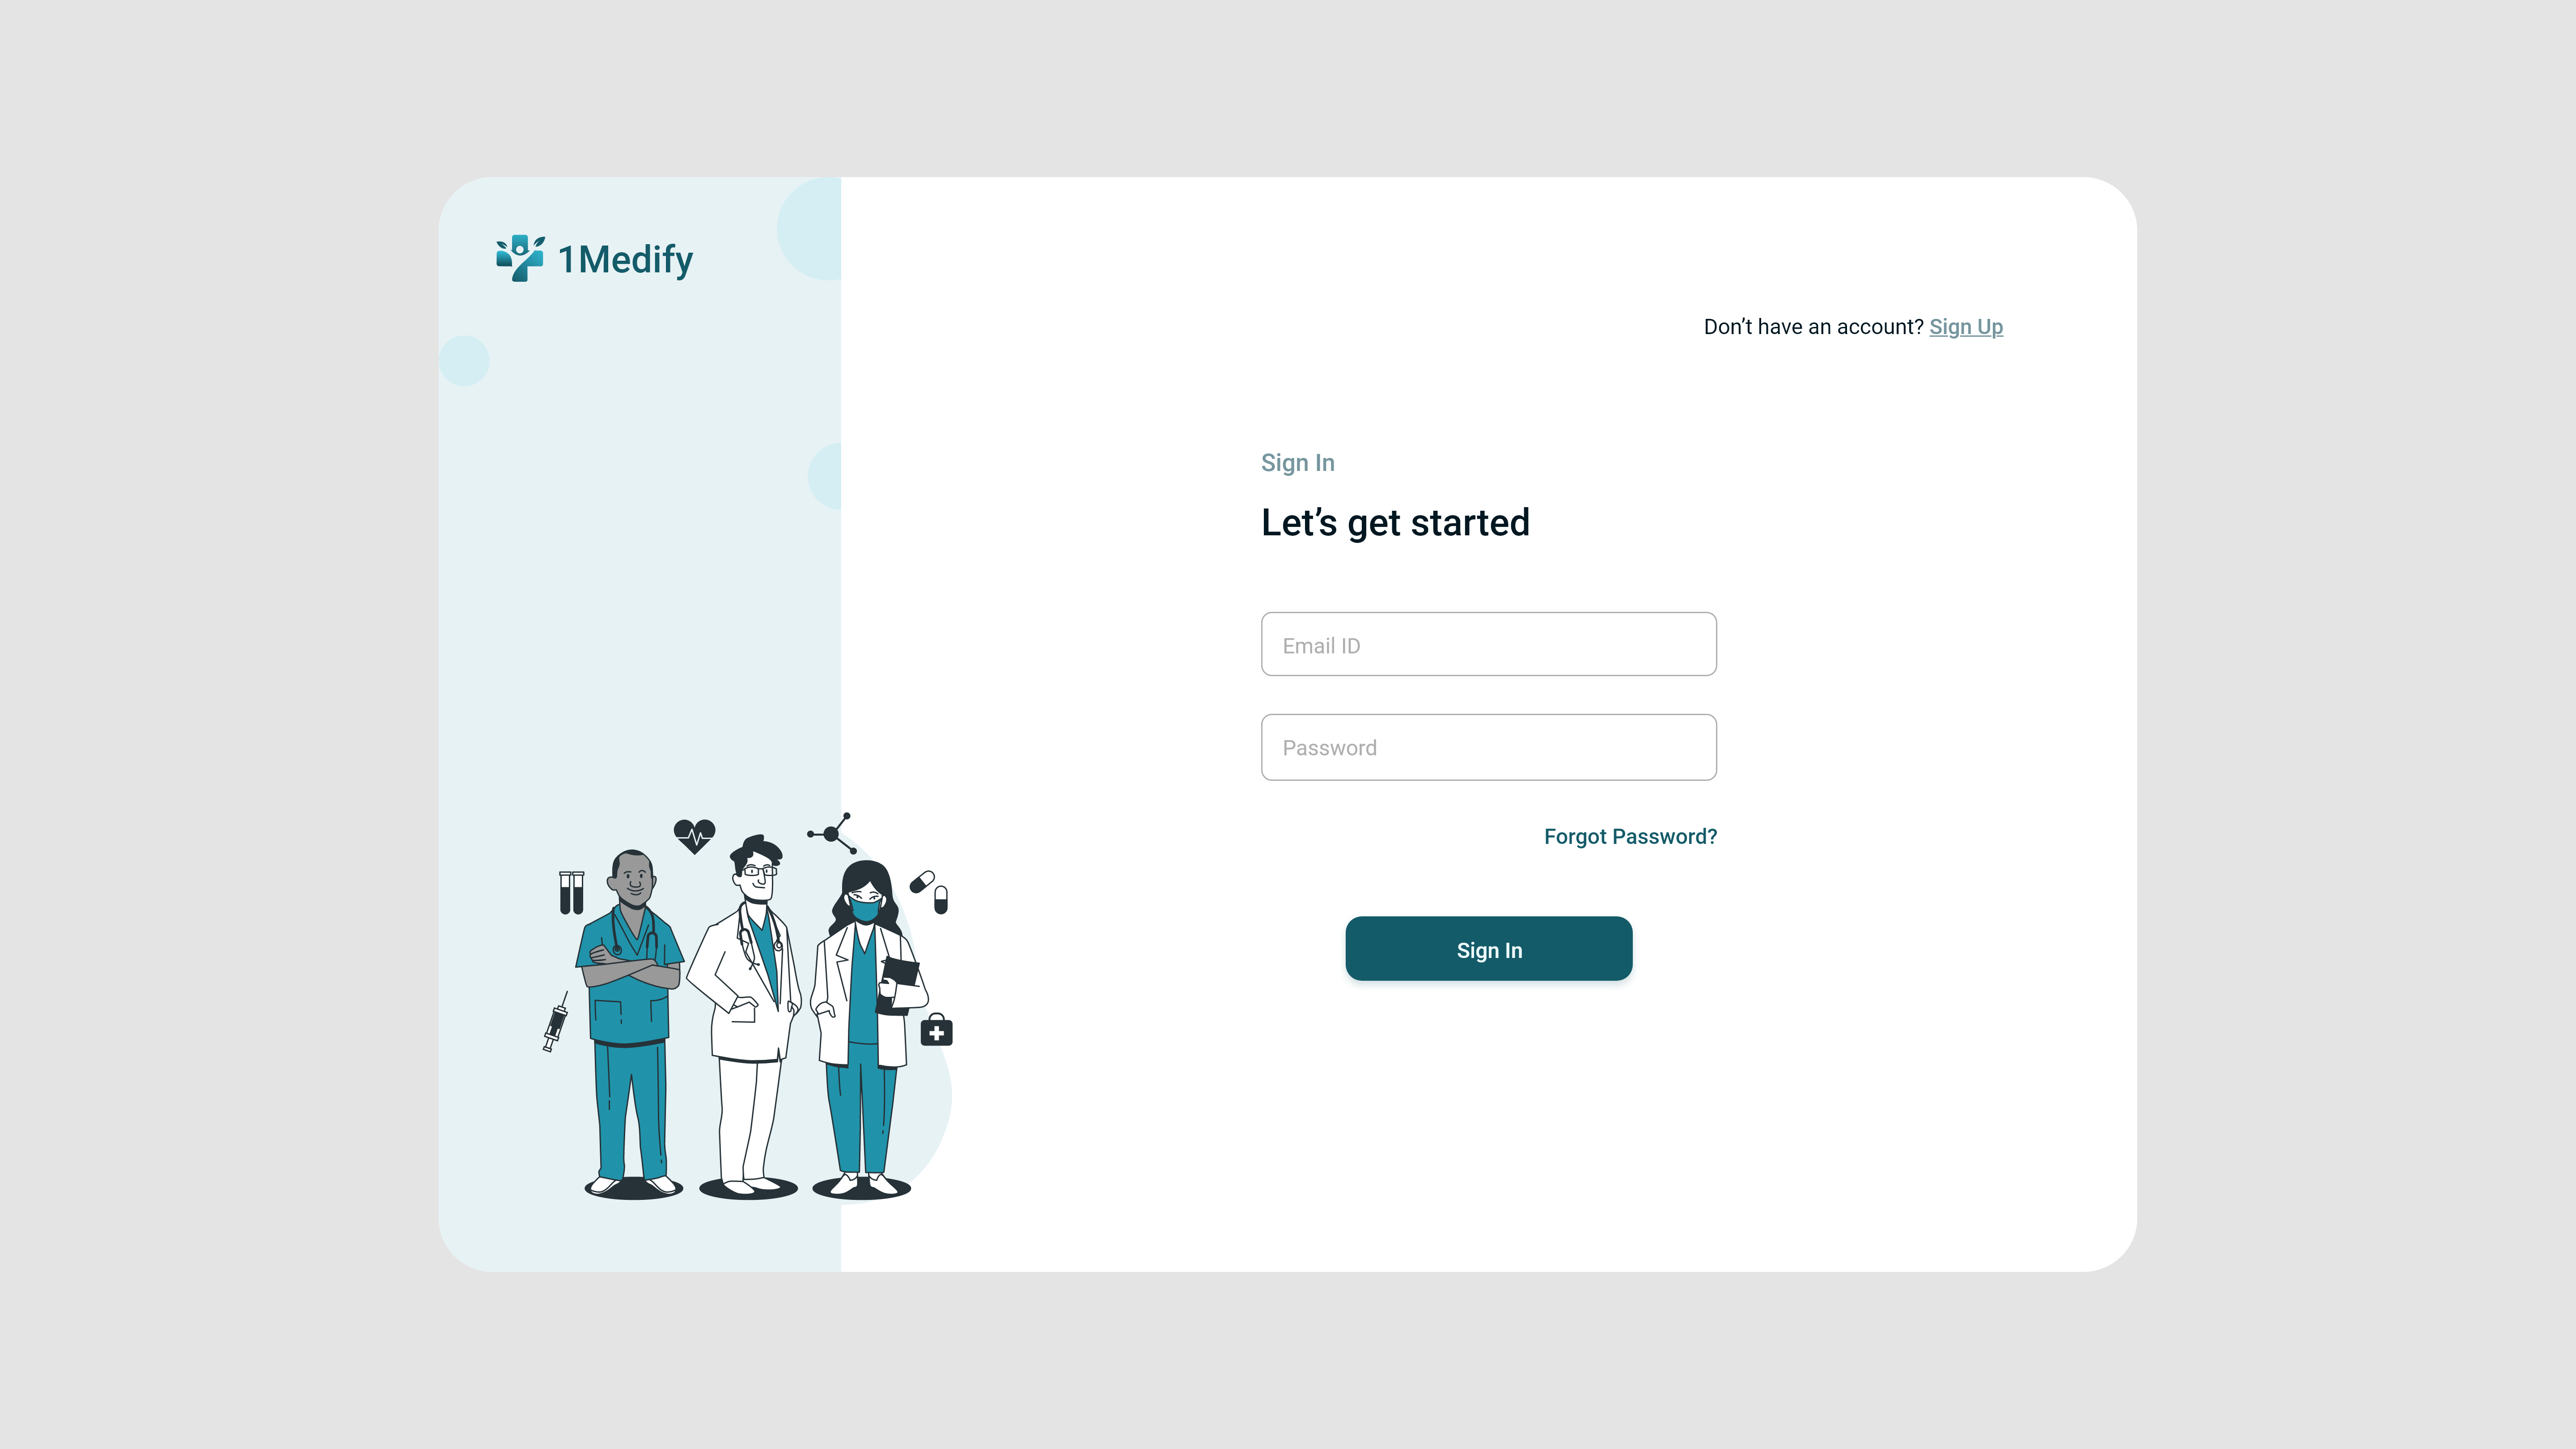 1Medify
Don’t have an account? Sign Up
Sign In
Let’s get started
Email ID
Password
Forgot Password?
Sign In